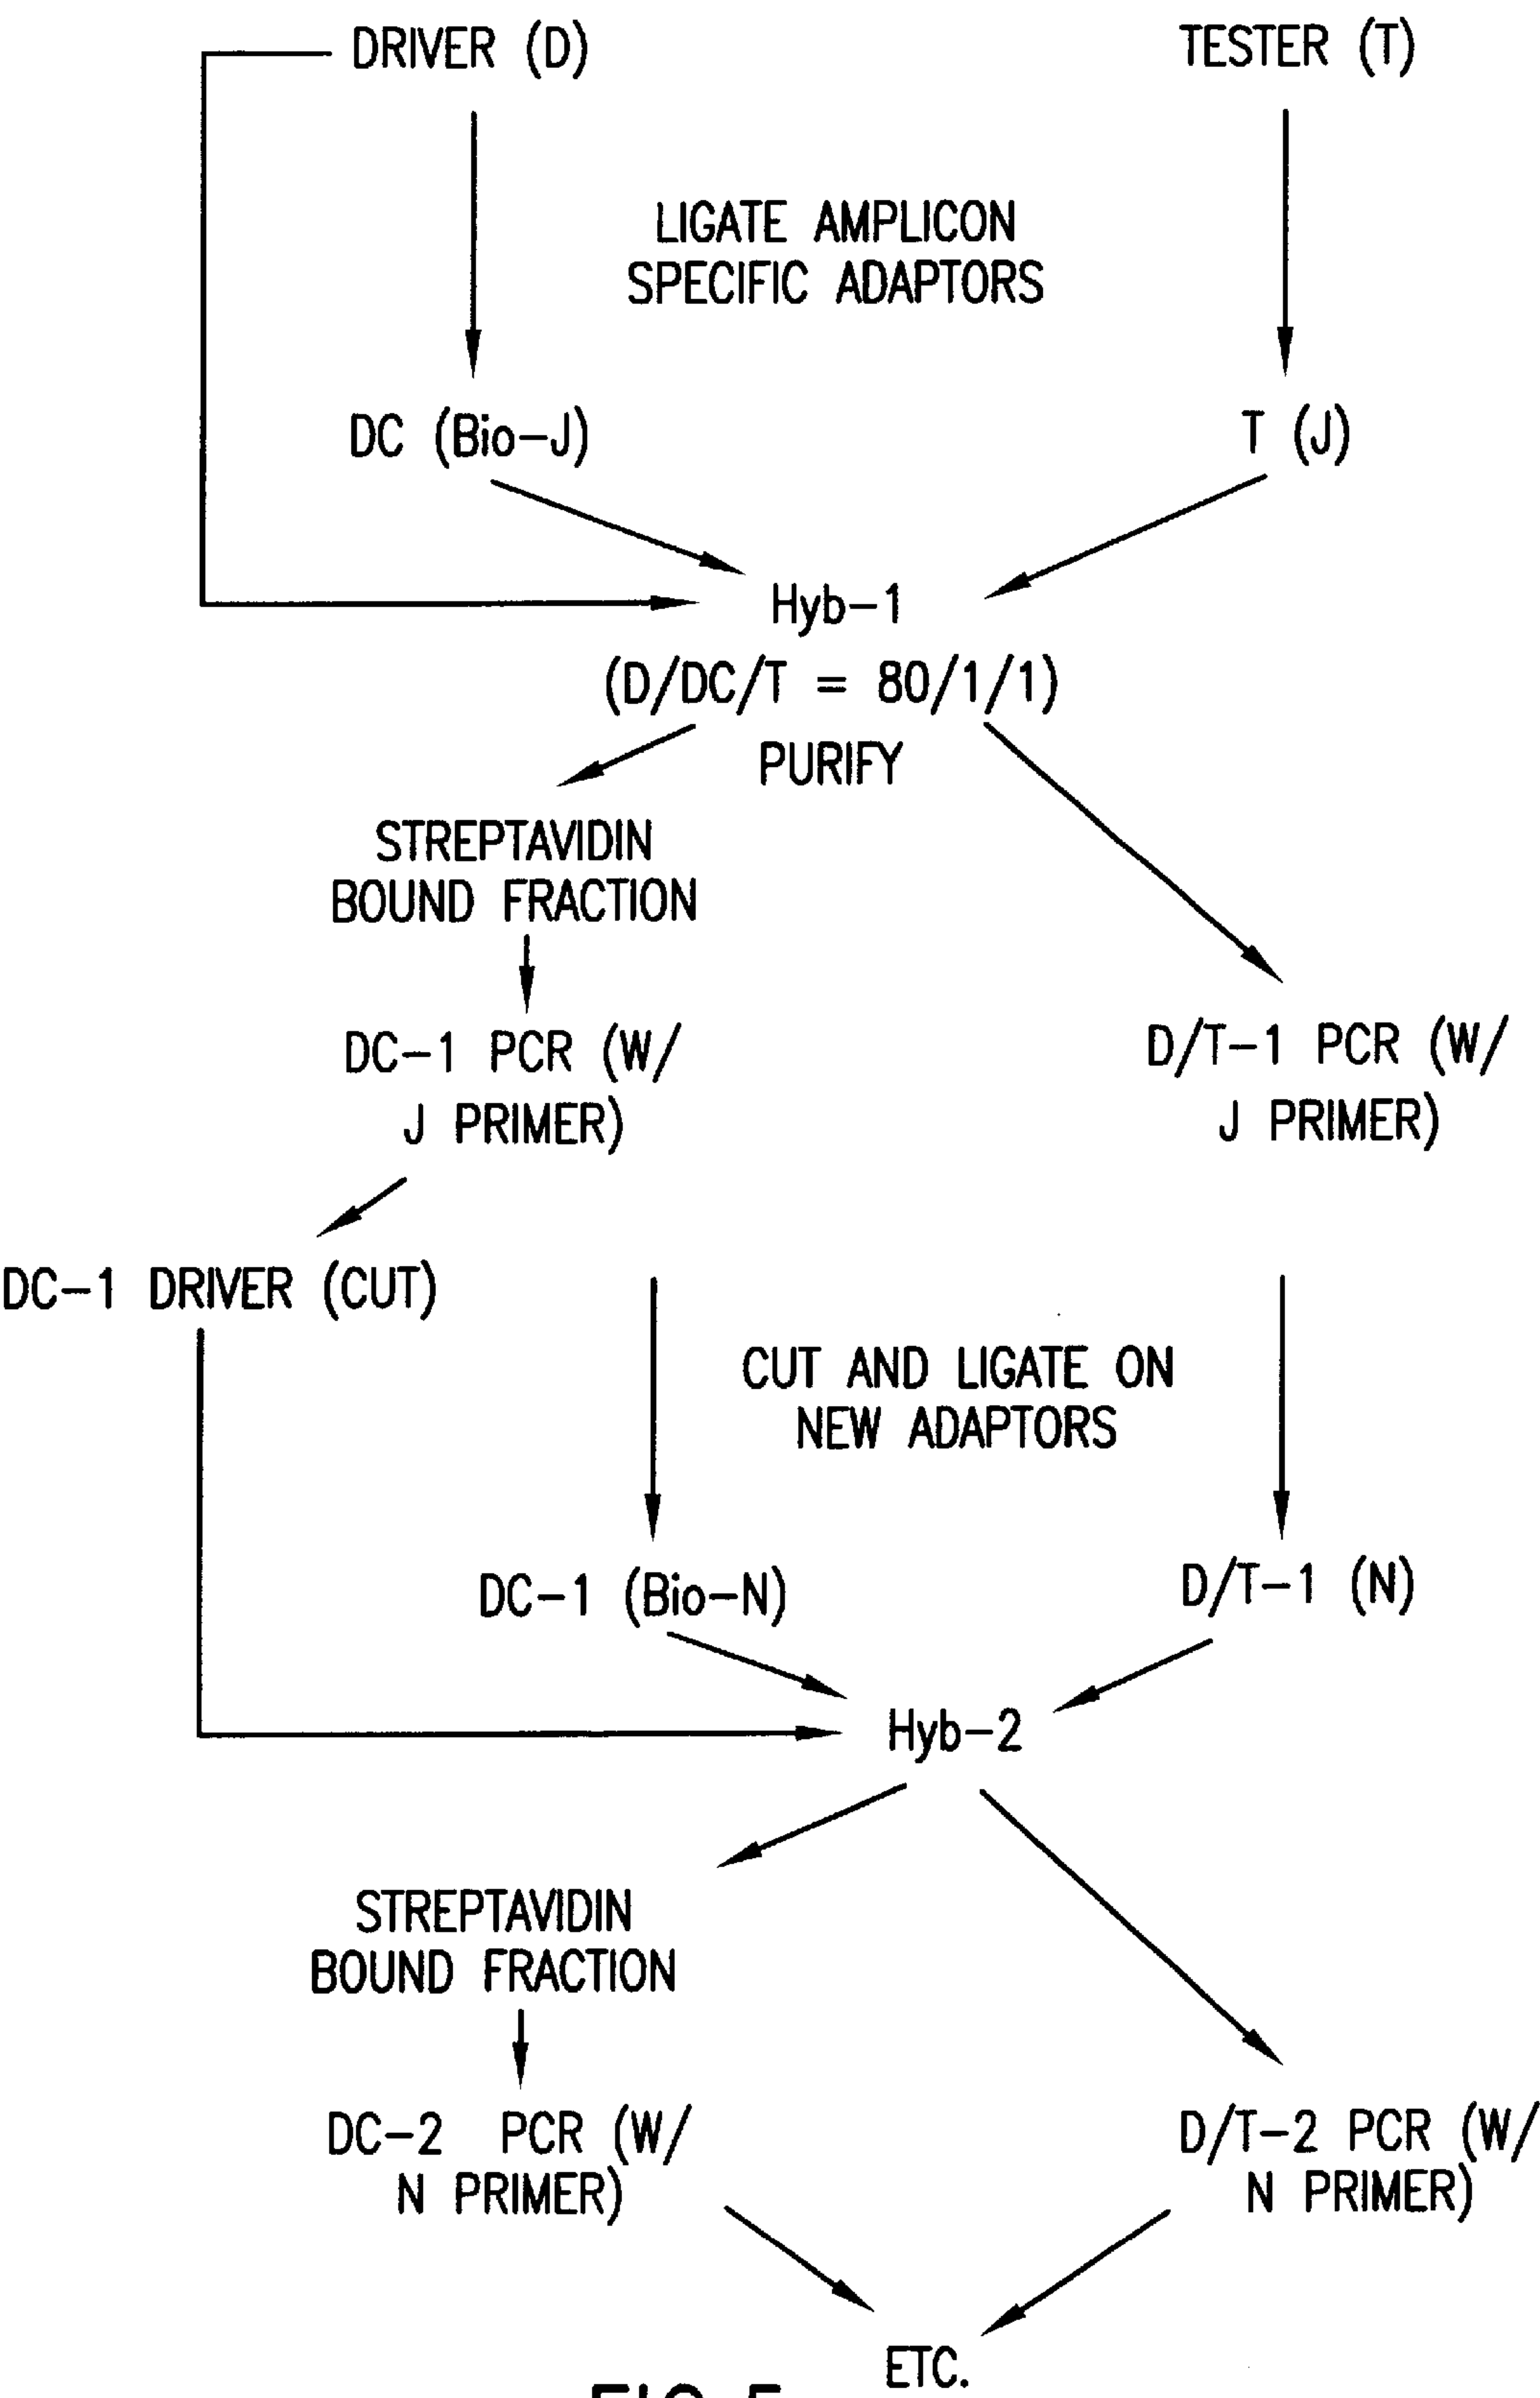 DRIVER (D)
TESTER (T)
LIGATE AMPLICON
SPECIFIC ADAPTORS
DC (Bio-J)
T (J)
Hyb-1
(D/DC/T = 80/1/1)
PURIFY
STREPTAVIDIN
BOUND FRACTION
DC-1 PCR (W/
J PRIMER)
D/T-1 PCR (W/
J PRIMER)
DC-1 DRIVER (CUT)
CUT AND LIGATE ON
NEW ADAPTORS
DC-1 (Bio-N)
D/T-1 (N)
Hyb-2
STREPTAVIDIN
BOUND FRACTION
DC-2 PCR (W/
N PRIMER)
D/T-2 PCR (W/
N PRIMER)
ETC.